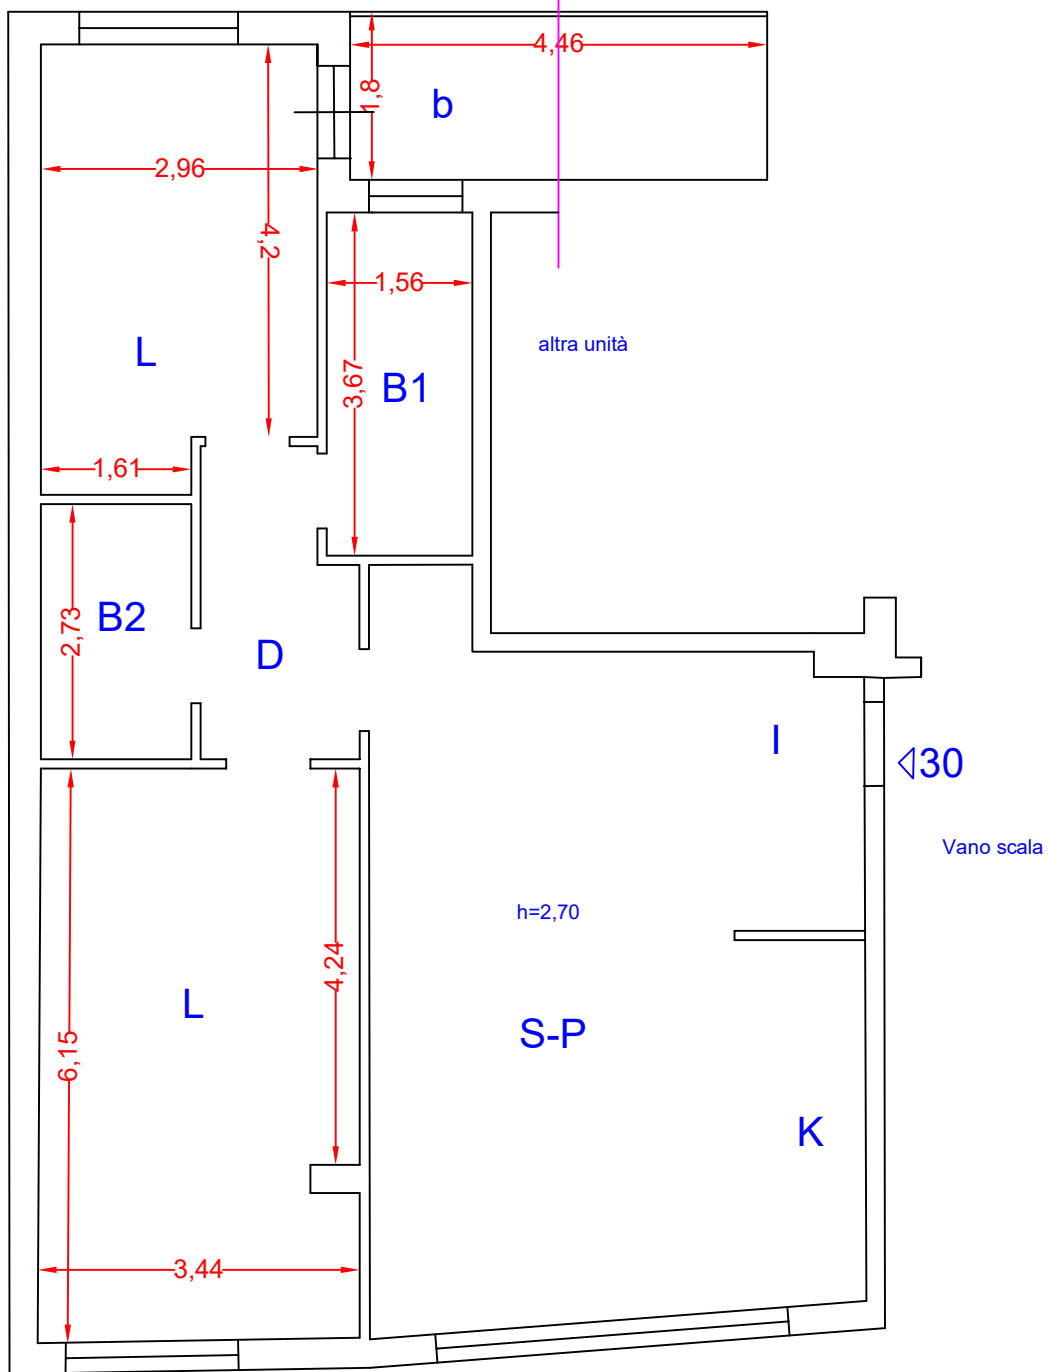 4,46
1,8
b
2,96
4,2
1,56
altra unità
L
3,67
B1
1,61
B2
2,73
D
I
30
Vano scala
h=2,70
4,24
L
S-P
6,15
K
3,44